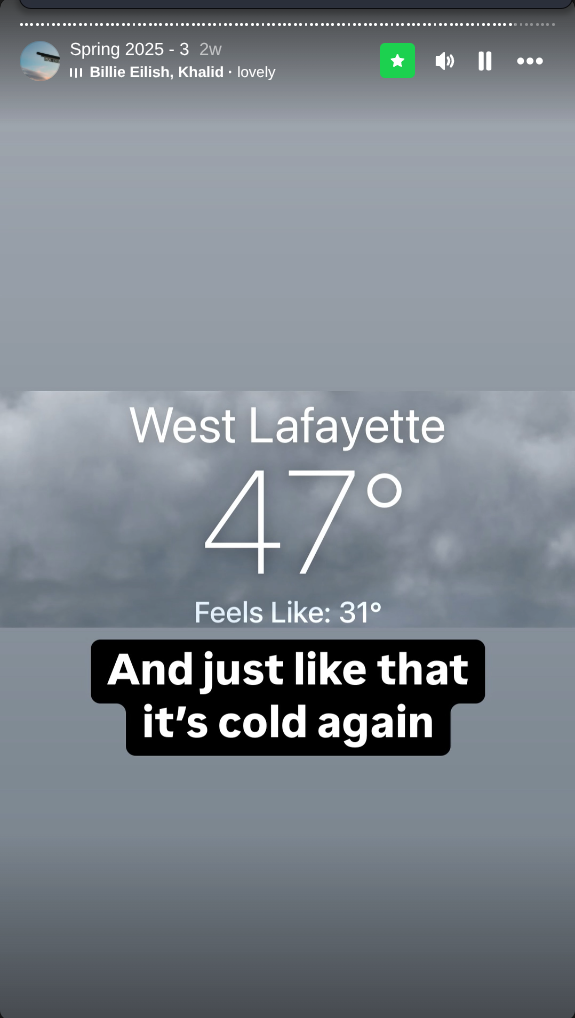 Spring 2025 - 3 2w
Billie Eilish, Khalid · lovely
West Lafayette
47°
Feels Like: 31°
And just like that
it's cold again